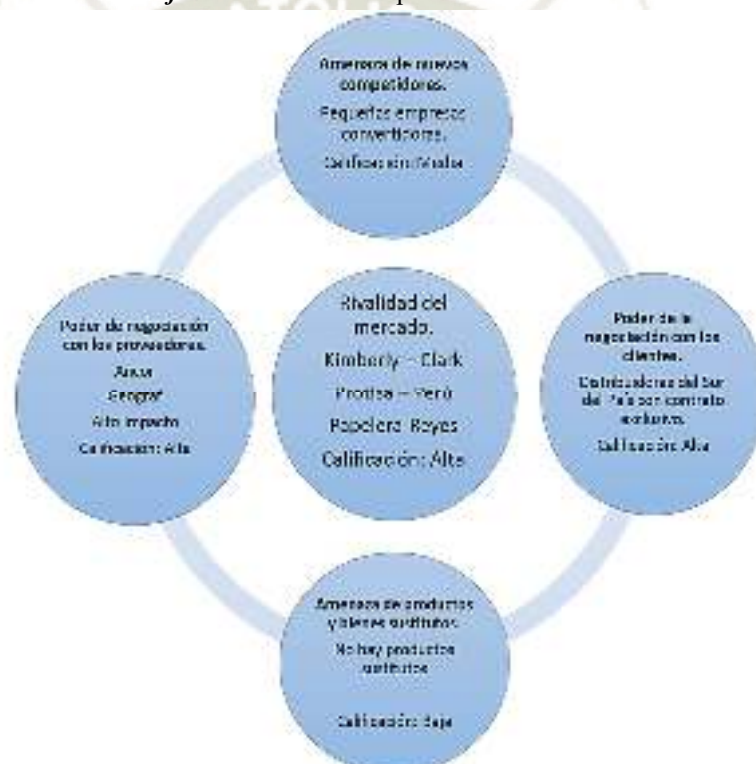 Amenaza de nuevos
competidores.
Pequeñas empresas
convertidoras.
Calificación: Media
Poder de negociación
con los proveedores.
Geograf
Alto Impacto
Calificación: Alta
Rivalidad del
mercado.
Kimberly – Clark
Protisa – Perú
Papelera Reyes
Calificación: Alta
Poder de la
negociación con los
clientes.
Distribuidoras del Sur
del País con contrato
exclusivo.
Calificación: Alta
Amenaza de productos
y bienes sustitutos
No hay productos
sustitutos
Calificación: Baja